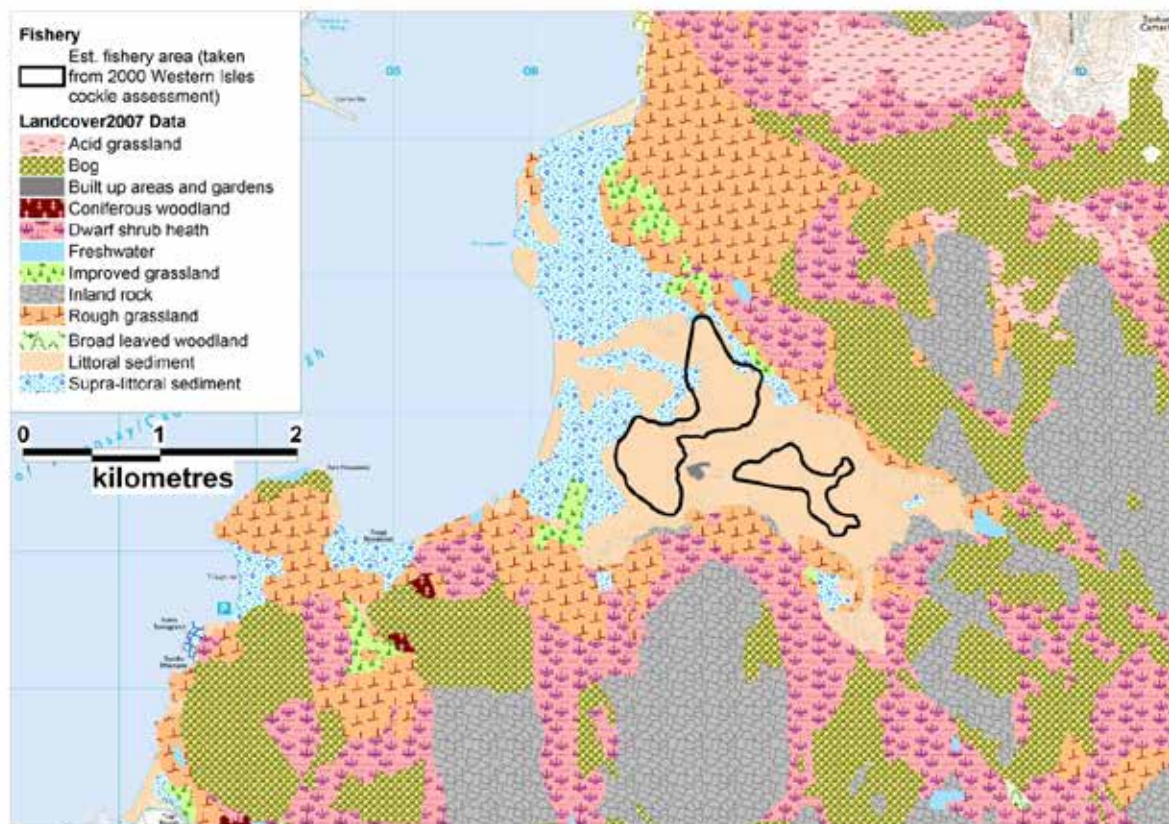 Fishery
Est. fishery area (taken
from 2000 Western Isles
cockle assessment)
Landcover2007 Data
Acid grassland
Bog
Built up areas and gardens
Coniferous woodland
Dwarf shrub heath
Freshwater
Improved grassland
Inland rock
Rough grassland
Broad leaved woodland
Littoral sediment
Supra-littoral sediment
0 1 2
kilometres
P